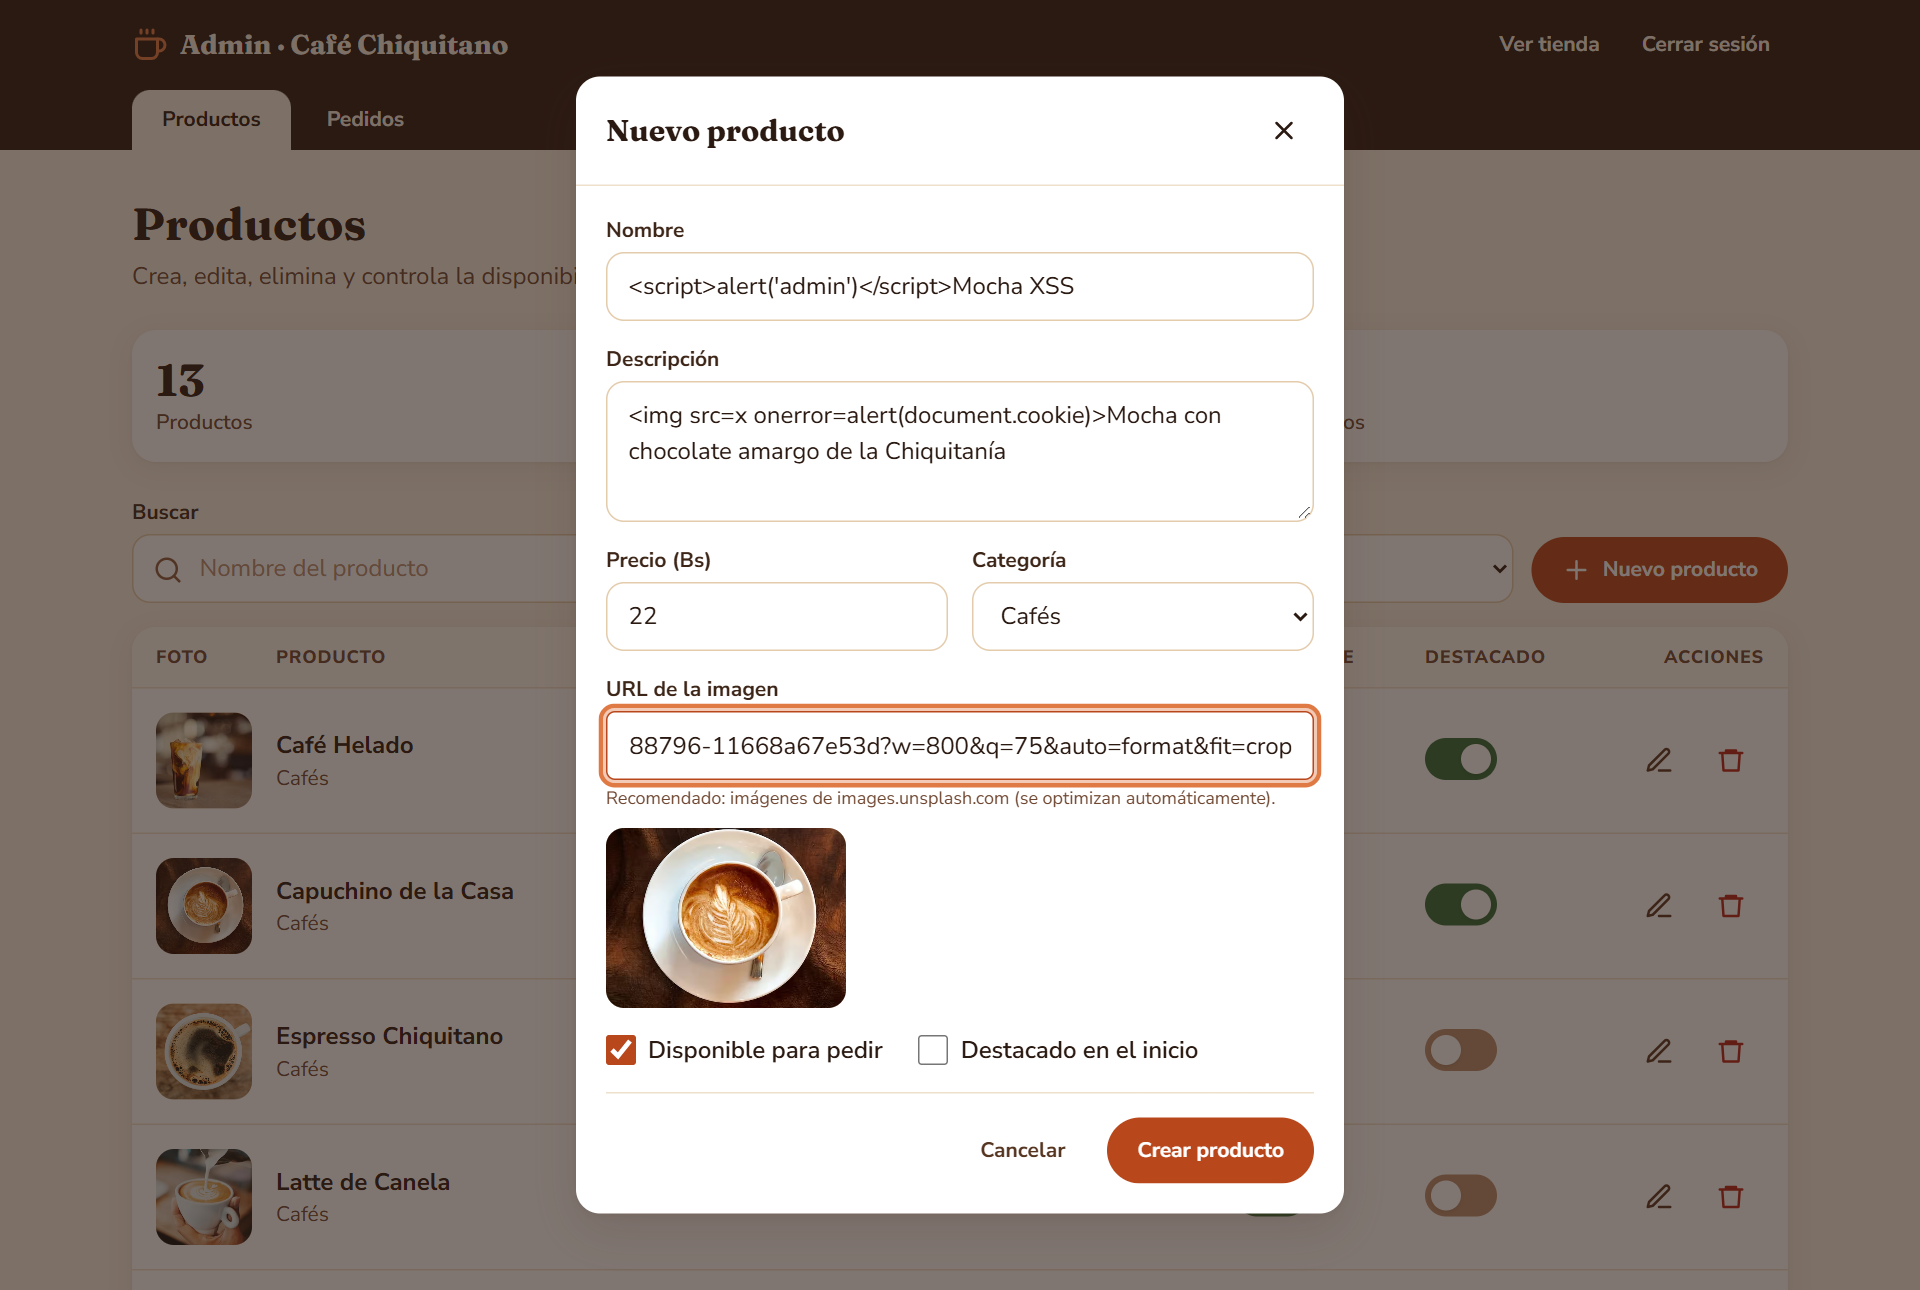 Admin • Café Chiquitano
Ver tienda
Cerrar sesión
Productos
Pedidos
Productos
Crea, edita, elimina y controla la
13
Productos
Buscar
Nombre del producto
Nuevo producto
FOTO
PRODUCTO
DESTACADO
ACCIONES
Café Helado
Cafés
Capuchino de la Casa
Cafés
Espresso Chiquitano
Cafés
Latte de Canela
Cafés
Nuevo producto
Nombre
<script>alert('admin')</script>Mocha XSS
Descripción
<img src=x onerror=alert(document.cookie)>Mocha con
chocolate amargo de la Chiquitanía
Precio (Bs)
Categoría
22
Cafés
URL de la imagen
88796-11668a67e53d?w=800&q=75&auto=format&fit=crop
Recomendado: imágenes de images.unsplash.com (se optimizan automáticamente).
Disponible para pedir
Destacado en el inicio
Cancelar
Crear producto